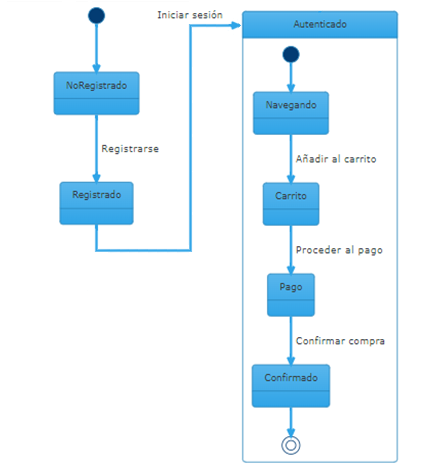 Iniciar sesión
Autenticado
NoRegistrado
Registrarse
Registrado
Navegando
Añadir al carrito
Carrito
Proceder al pago
Pago
Confirmar compra
Confirmado